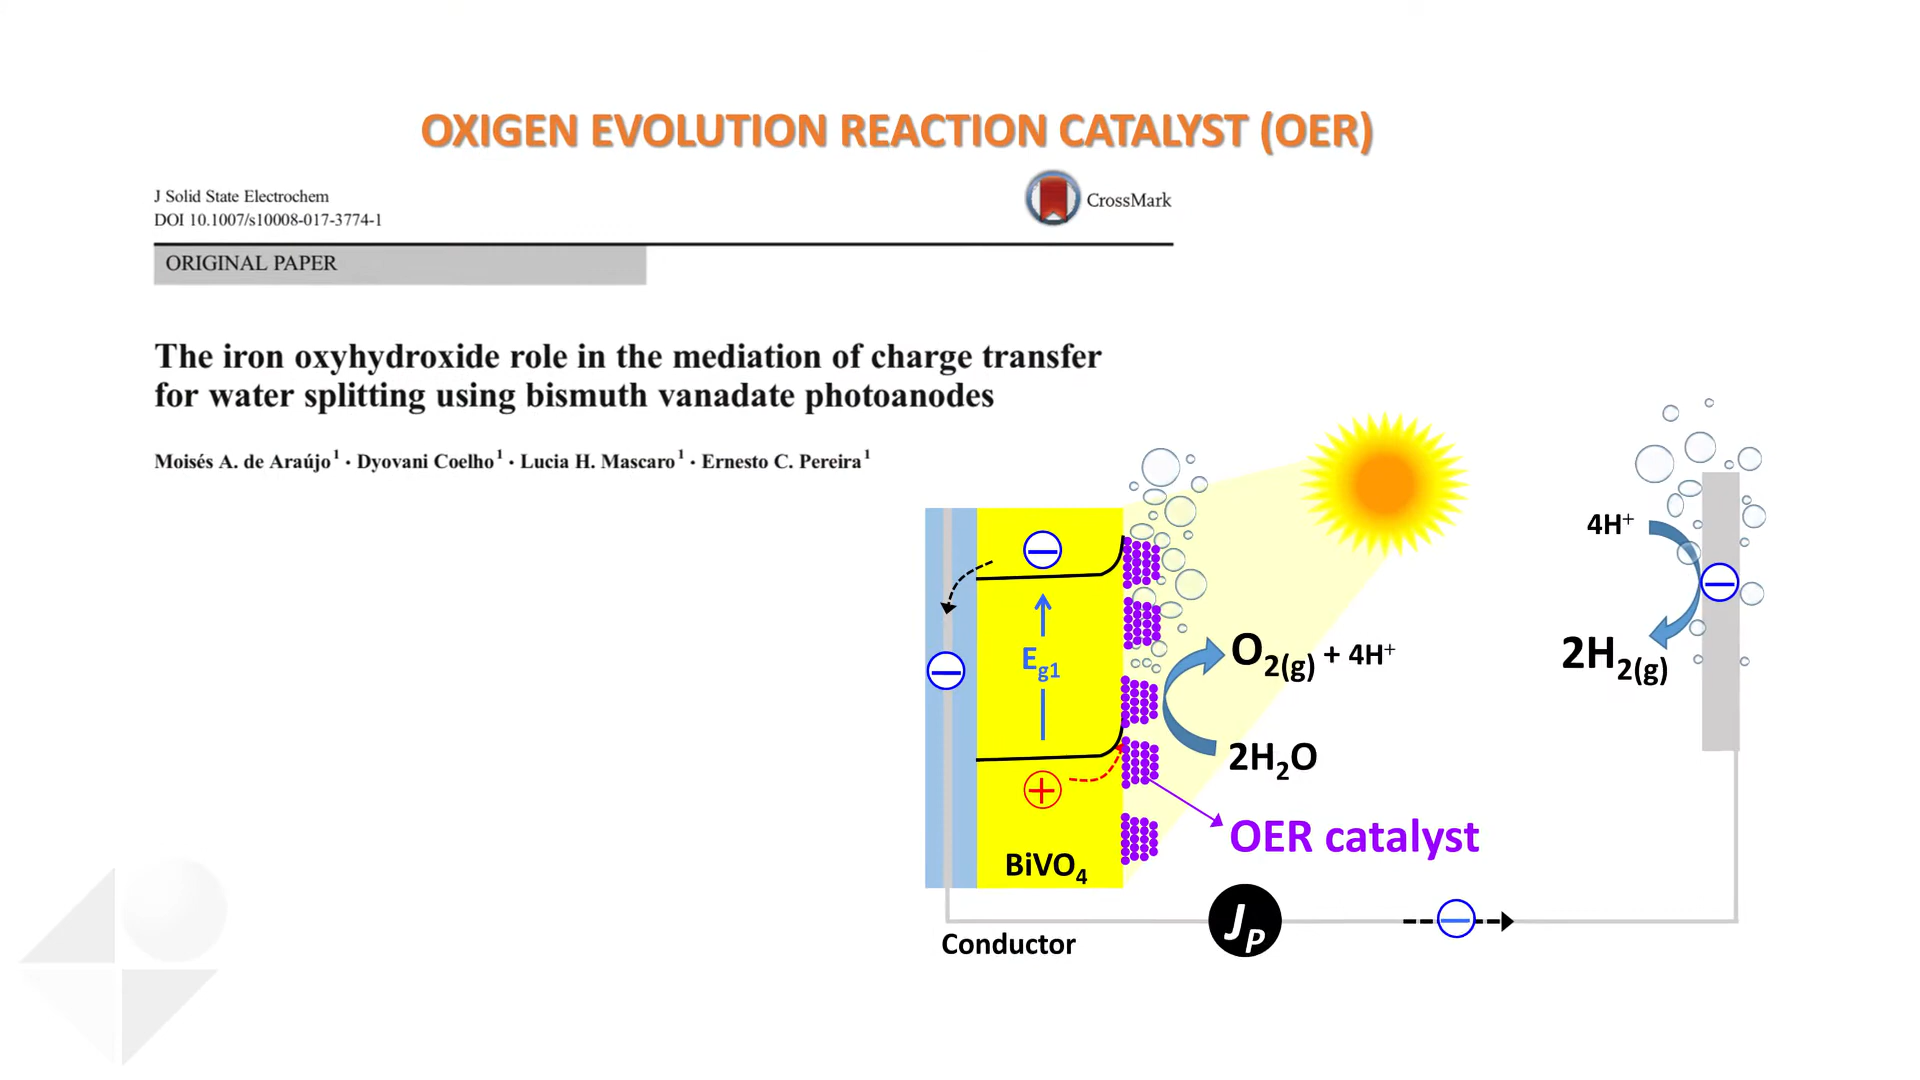 OXIGEN EVOLUTION REACTION CATALYST (OER)
J Solid State Electrochem
DOI 10.1007/s10008-017-3774-1
CrossMark
ORIGINAL PAPER
The iron oxyhydroxide role in the mediation of charge transfer
for water splitting using bismuth vanadate photoanodes
Moisés A. de Araújo¹ · Dyovani Coelho¹ · Lucia H. Mascaro¹ · Ernesto C. Pereira¹
4H⁺
E_g1
O₂(g) + 4H⁺
2H₂(g)
2H₂O
OER catalyst
BiVO₄
J_P
Conductor